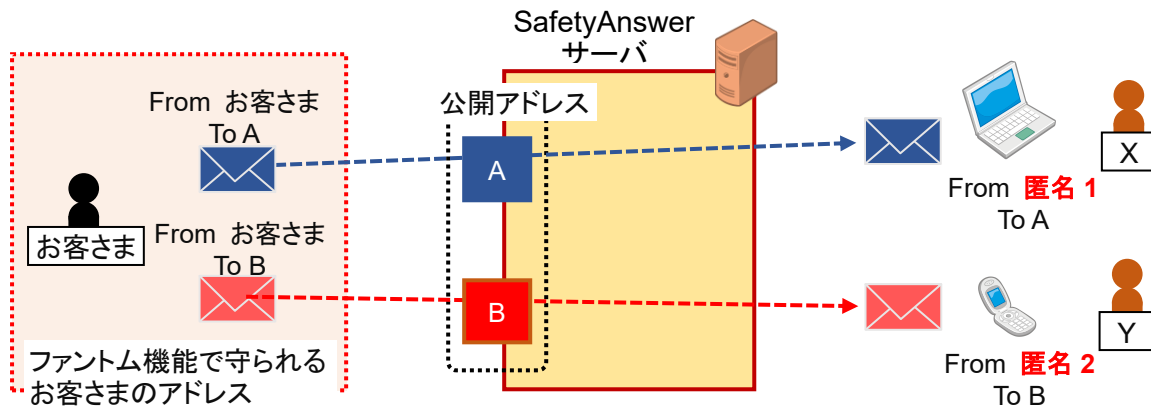 SafetyAnswer
サーバ
From お客さま
To A
公開アドレス
A
X
From 匿名 1
To A
お客さま
From お客さま
To B
B
Y
From 匿名 2
To B
ファントム機能で守られる
お客さまのアドレス